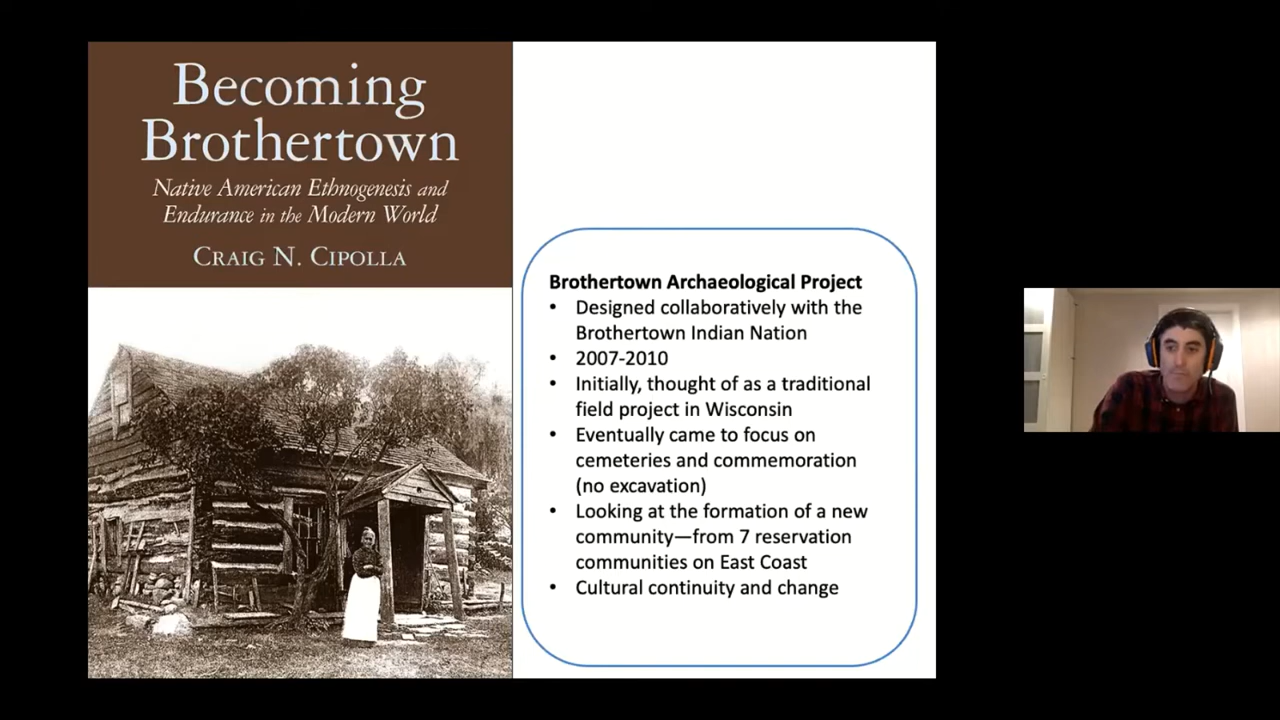 Becoming
Brothertown
Native American Ethnogenesis and
Endurance in the Modern World
CRAIG N. CIPOLLA
Brothertown Archaeological Project
• Designed collaboratively with the
Brothertown Indian Nation
• 2007-2010
• Initially, thought of as a traditional
field project in Wisconsin
• Eventually came to focus on
cemeteries and commemoration
(no excavation)
• Looking at the formation of a new
community—from 7 reservation
communities on East Coast
• Cultural continuity and change